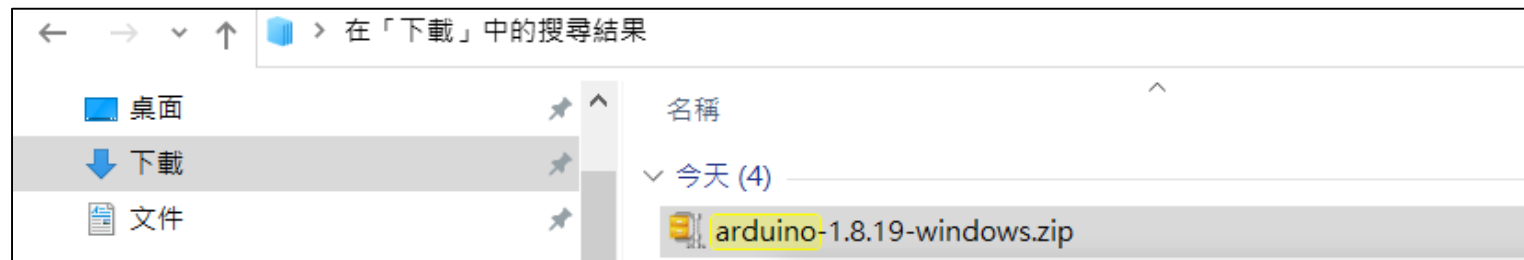 在「下載」中的搜尋結果
桌面
下載
文件
名稱
今天 (4)
arduino-1.8.19-windows.zip